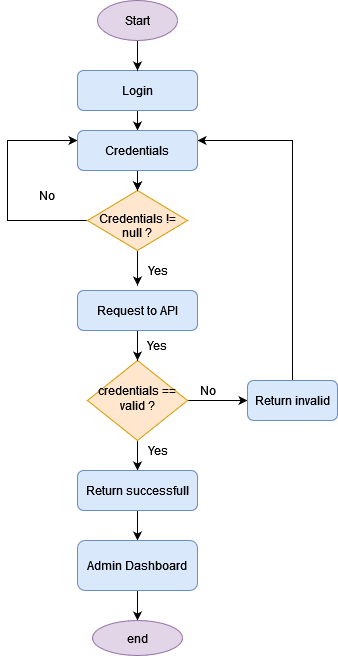 Start
Login
Credentials
No
Credentials !=
null ?
Yes
Request to API
Yes
credentials ==
valid ?
No
Return invalid
Yes
Return successfull
Admin Dashboard
end